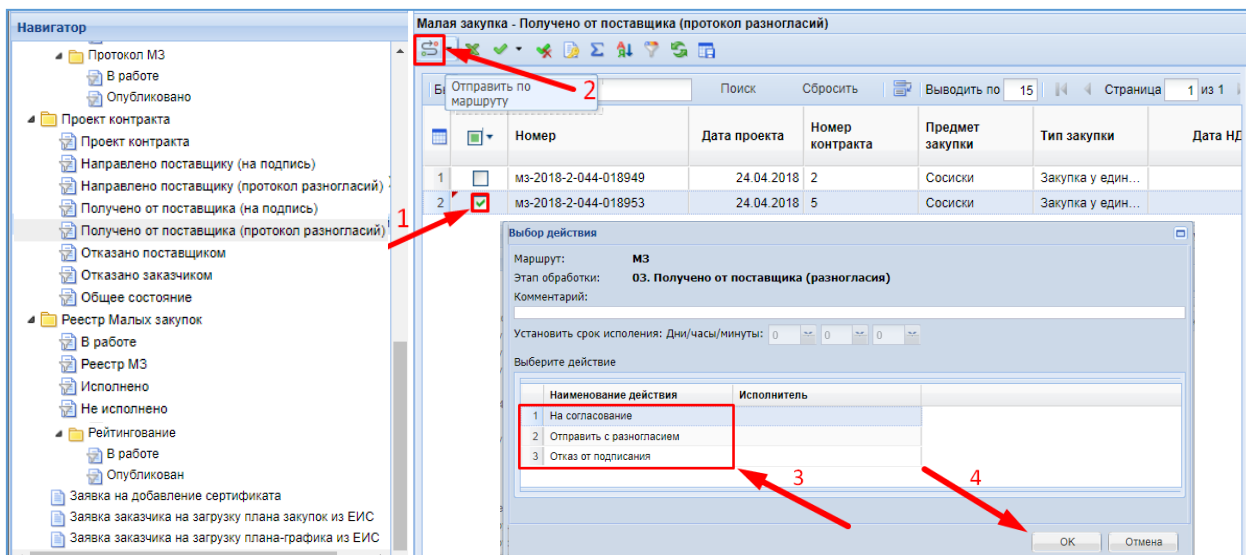 Навигатор
Протокол МЗ
В работе
Опубликовано
Проект контракта
Проект контракта
Направлено поставщику (на подпись)
Направлено поставщику (протокол разногласий)
Получено от поставщика (на подпись)
Получено от поставщика (протокол разногласий)
Отказано поставщиком
Отказано заказчиком
Общее состояние
Реестр Малых закупок
В работе
Реестр МЗ
Исполнено
Не исполнено
Рейтингование
В работе
Опубликован
Заявка на добавление сертификата
Заявка заказчика на загрузку плана закупок из ЕИС
Заявка заказчика на загрузку плана-графика из ЕИС
1
Малая закупка - Получено от поставщика (протокол разногласий)
2
Отправить по
маршруту
Поиск Сбросить Выводить по 15 Страница 1 из 1
Номер Дата проекта Номер контракта Предмет закупки Тип закупки Дата НД
1 мз-2018-2-044-018949 24.04.2018 2 Сосиски Закупка у един...
2 мз-2018-2-044-018953 24.04.2018 5 Сосиски Закупка у един...
Выбор действия
Маршрут: МЗ
Этап обработки: 03. Получено от поставщика (разногласия)
Комментарий:
Установить срок исполения: Дни/часы/минуты: 0 0 0
Выберите действие
Наименование действия Исполнитель
1 На согласование
2 Отправить с разногласием
3 Отказ от подписания
3
4
OK Отмена